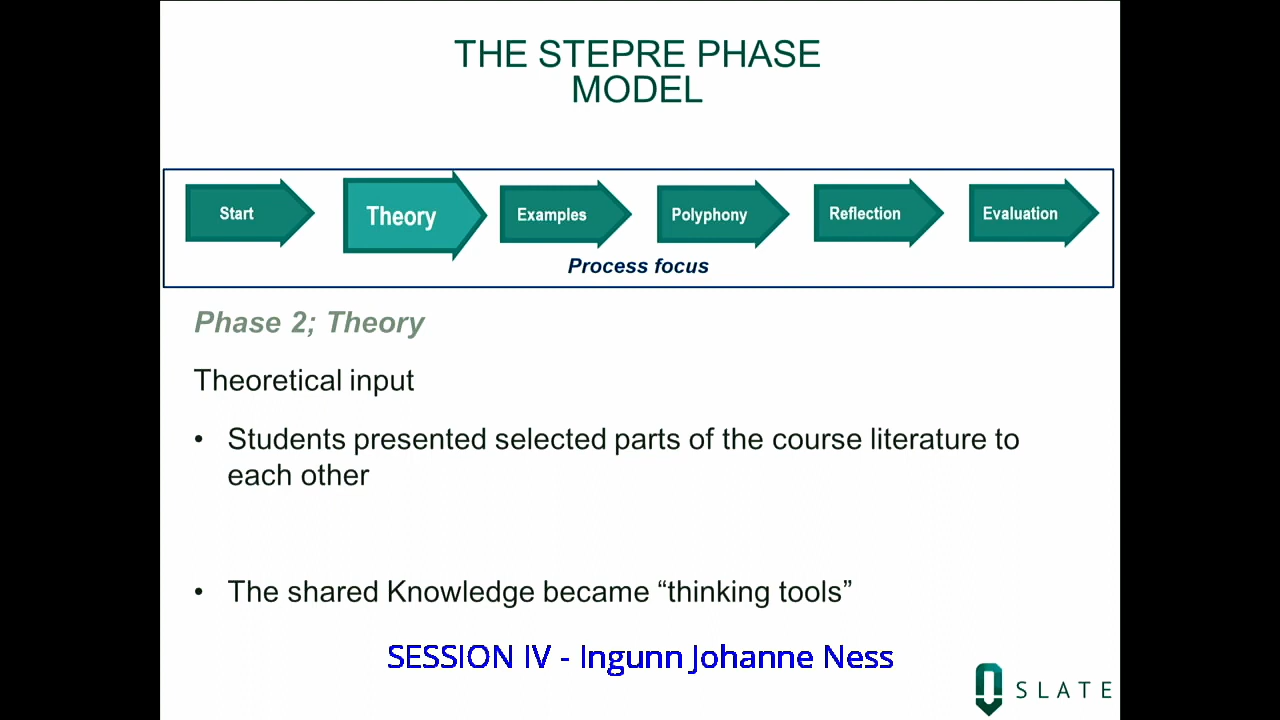 THE STEPRE PHASE
MODEL
Start
Theory
Examples
Polyphony
Reflection
Evaluation
Process focus
Phase 2; Theory
Theoretical input
• Students presented selected parts of the course literature to
each other
• The shared Knowledge became “thinking tools”
SESSION IV - Ingunn Johanne Ness
SLATE